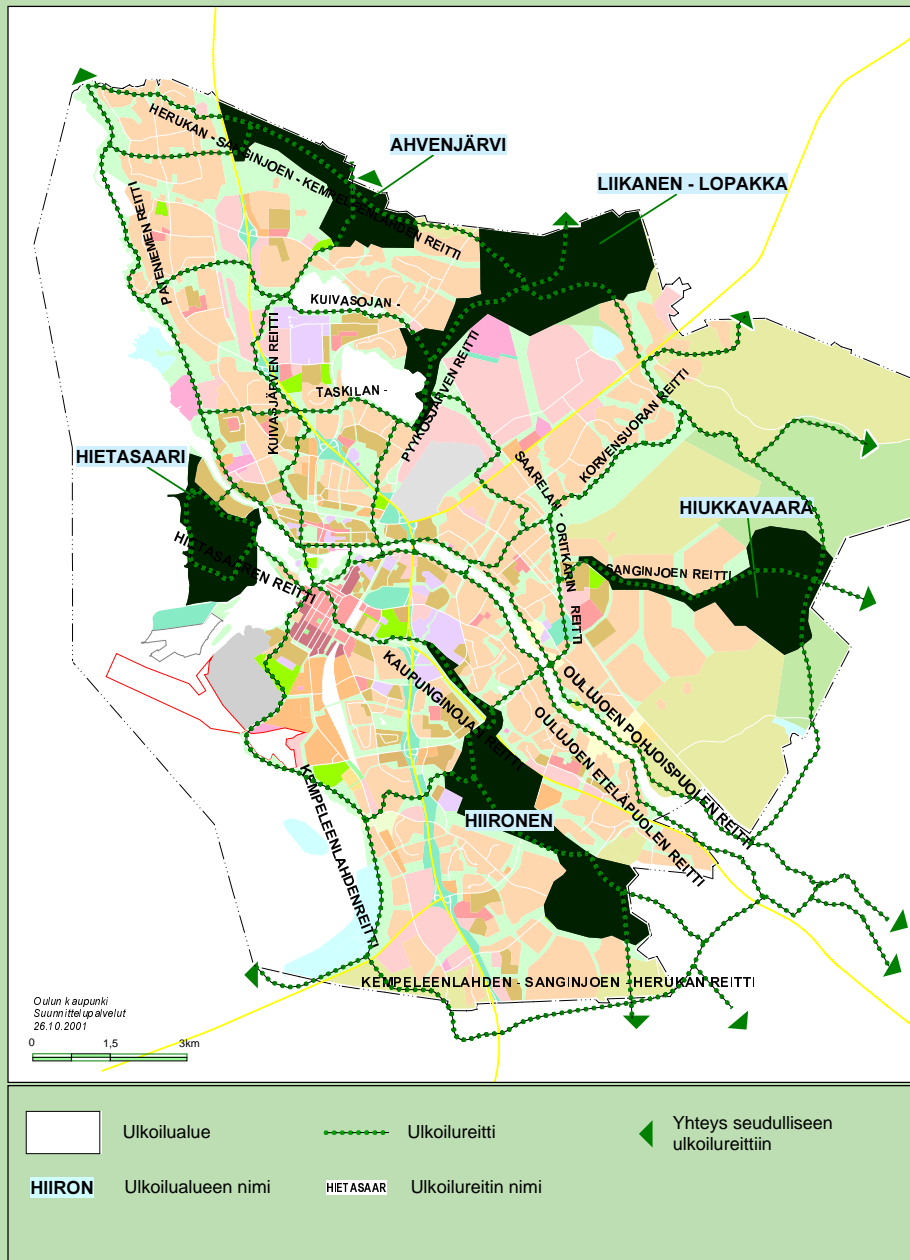 HERUKAN - SANGINJOEN - KEMPELEENLAHDEN REITTI
AHVENJÄRVI
LIIKANEN - LOPAKKA
PATENIEMEN REITTI
KUIVASOJAN -
KUIVASJÄRVEN REITTI
TASKILAN -
PYYKÖSJÄRVEN REITTI
KORVENSUORAN REITTI
HIETASAARI
SAARELAN - ORITKARIN REITTI
HIUKKAVAARA
HIETASAAREN REITTI
SANGINJOEN REITTI
KAUPUNGINOJAN REITTI
OULUJOEN POHJOISPUOLEN REITTI
OULUJOEN ETELÄPUOLEN REITTI
KEMPELEENLAHDENREITTI
HIIRONEN
KEMPELEENLAHDEN - SANGINJOEN -HERUKAN REITTI
Oulun kaupunki
Suunnittelupalvelut
26.10.2001
0 1,5 3km
Ulkoilualue
Ulkoilureitti
Yhteys seudulliseen
ulkoilureittiin
HIIRON
Ulkoilualueen nimi
HIETASAAR
Ulkoilureitin nimi